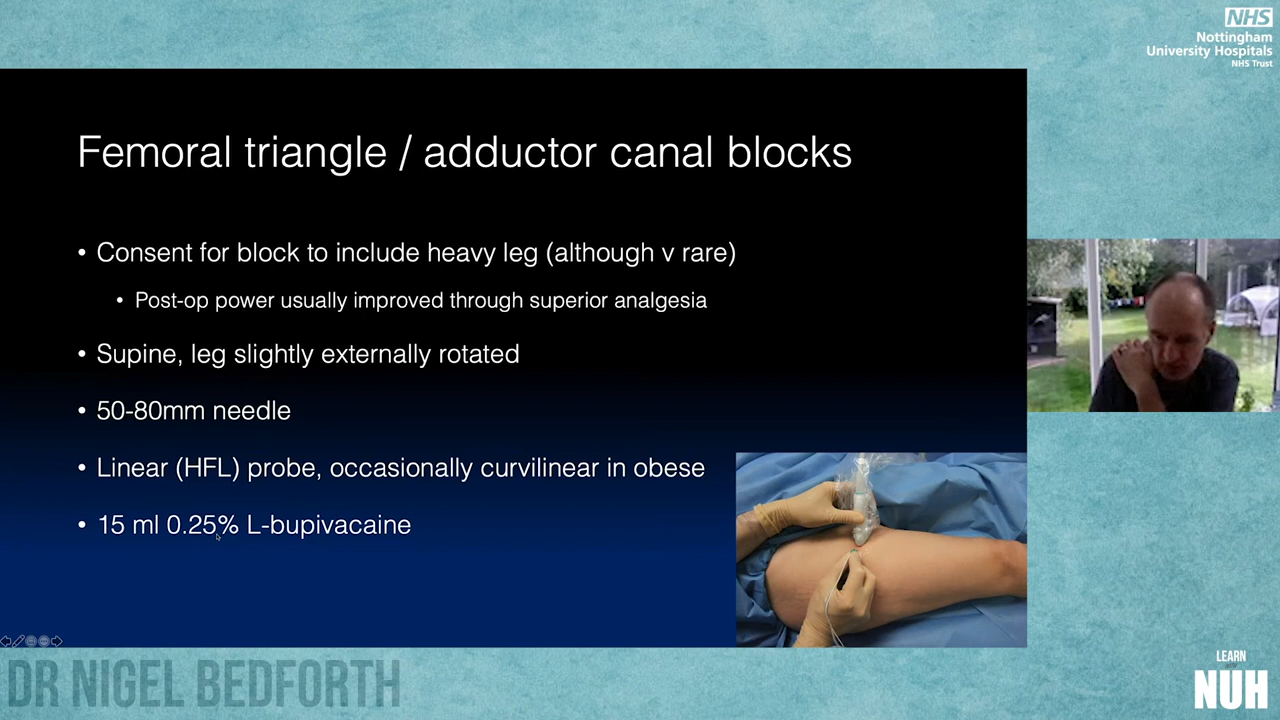 NHS
Nottingham
University Hospitals
NHS Trust
Femoral triangle / adductor canal blocks
• Consent for block to include heavy leg (although v rare)
• Post-op power usually improved through superior analgesia
• Supine, leg slightly externally rotated
• 50-80mm needle
• Linear (HFL) probe, occasionally curvilinear in obese
• 15 ml 0.25% L-bupivacaine
DR NIGEL BEDFORTH
LEARN
NUH